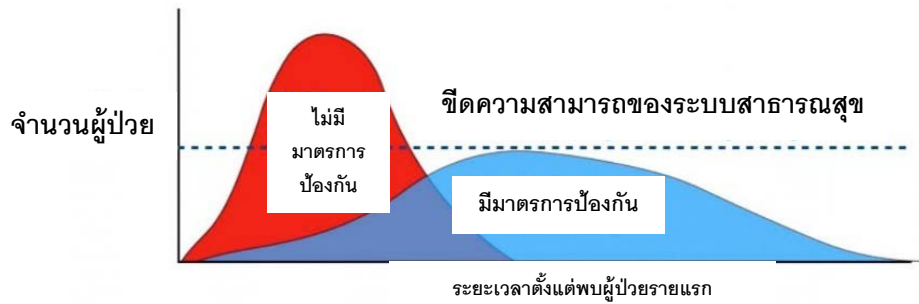 จำนวนผู้ป่วย
ไม่มี
มาตรการ
ป้องกัน
ขีดความสามารถของระบบสาธารณสุข
มีมาตรการป้องกัน
ระยะเวลาตั้งแต่พบผู้ป่วยรายแรก